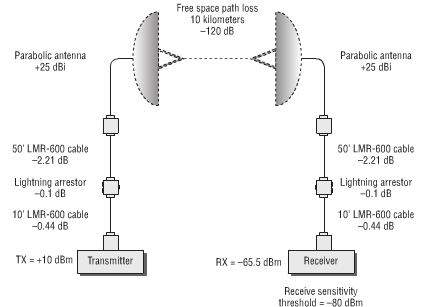 Free space path loss
10 kilometers
–120 dB
Parabolic antenna
+25 dBi
Parabolic antenna
+25 dBi
50' LMR-600 cable
–2.21 dB
50' LMR-600 cable
–2.21 dB
Lightning arrestor
–0.1 dB
Lightning arrestor
–0.1 dB
10' LMR-600 cable
–0.44 dB
10' LMR-600 cable
–0.44 dB
TX = +10 dBm
Transmitter
RX = –65.5 dBm
Receiver
Receive sensitivity
threshold = –80 dBm